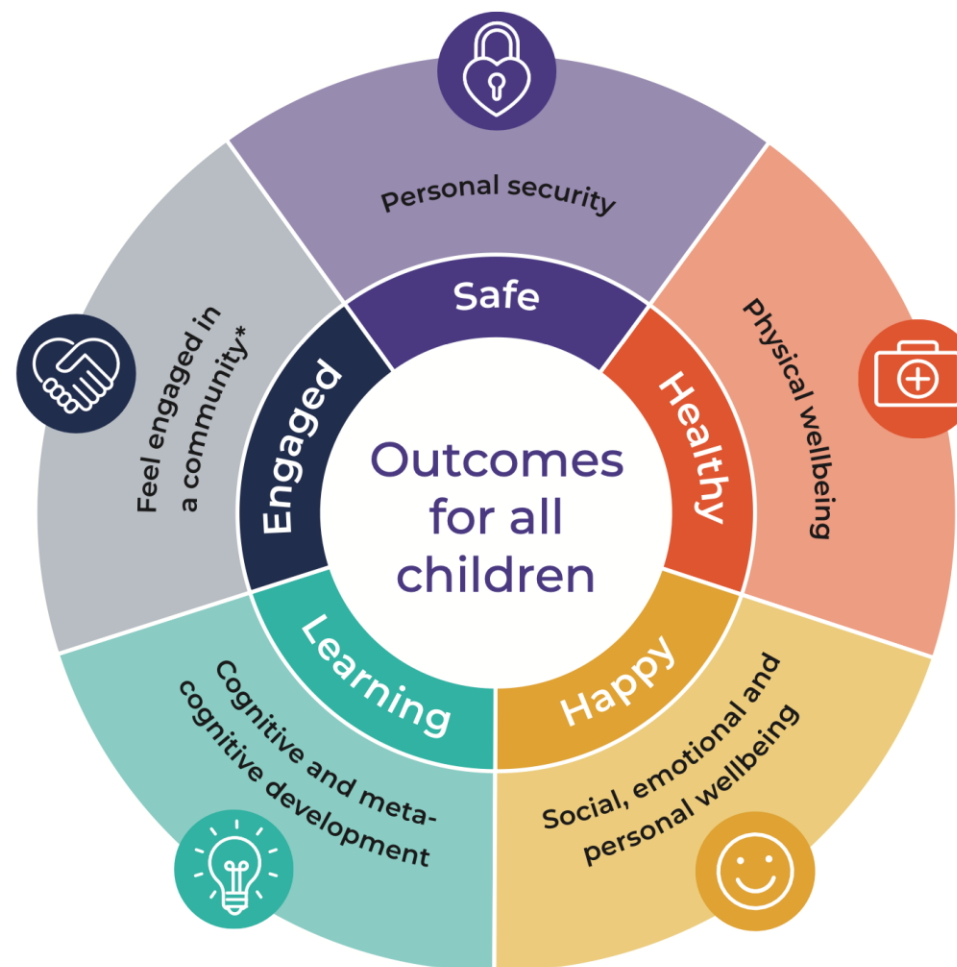 Outcomes
for all
children
Safe
Personal security
Healthy
Physical wellbeing
Happy
Social, emotional and
personal wellbeing
Learning
Cognitive and meta-
cognitive development
Engaged
Feel engaged in
a community*